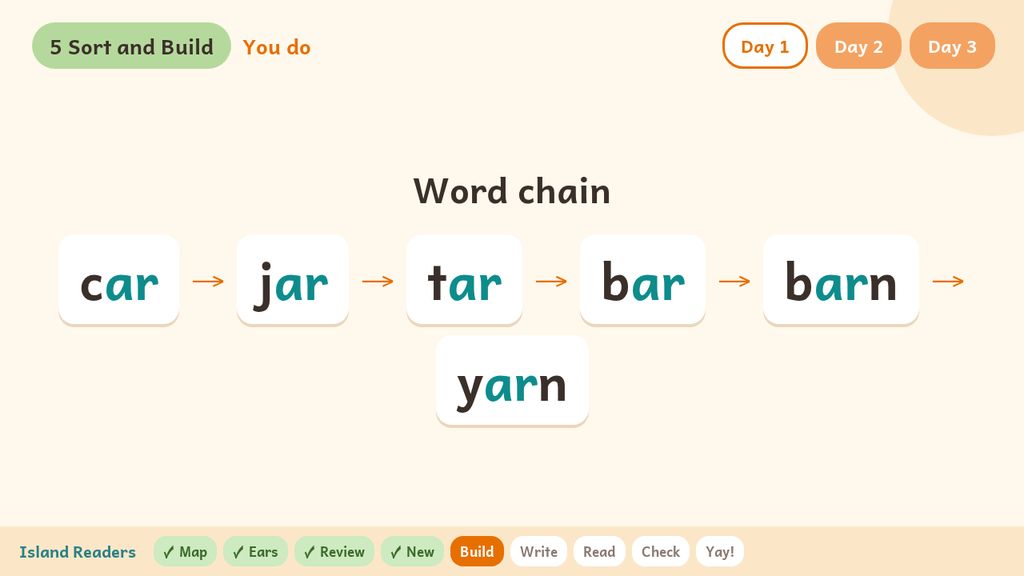 5 Sort and Build You do Day 1 Day 2 Day 3
Word chain
car → jar → tar → bar → barn →
yarn
Island Readers ✓ Map ✓ Ears ✓ Review ✓ New Build Write Read Check Yay!